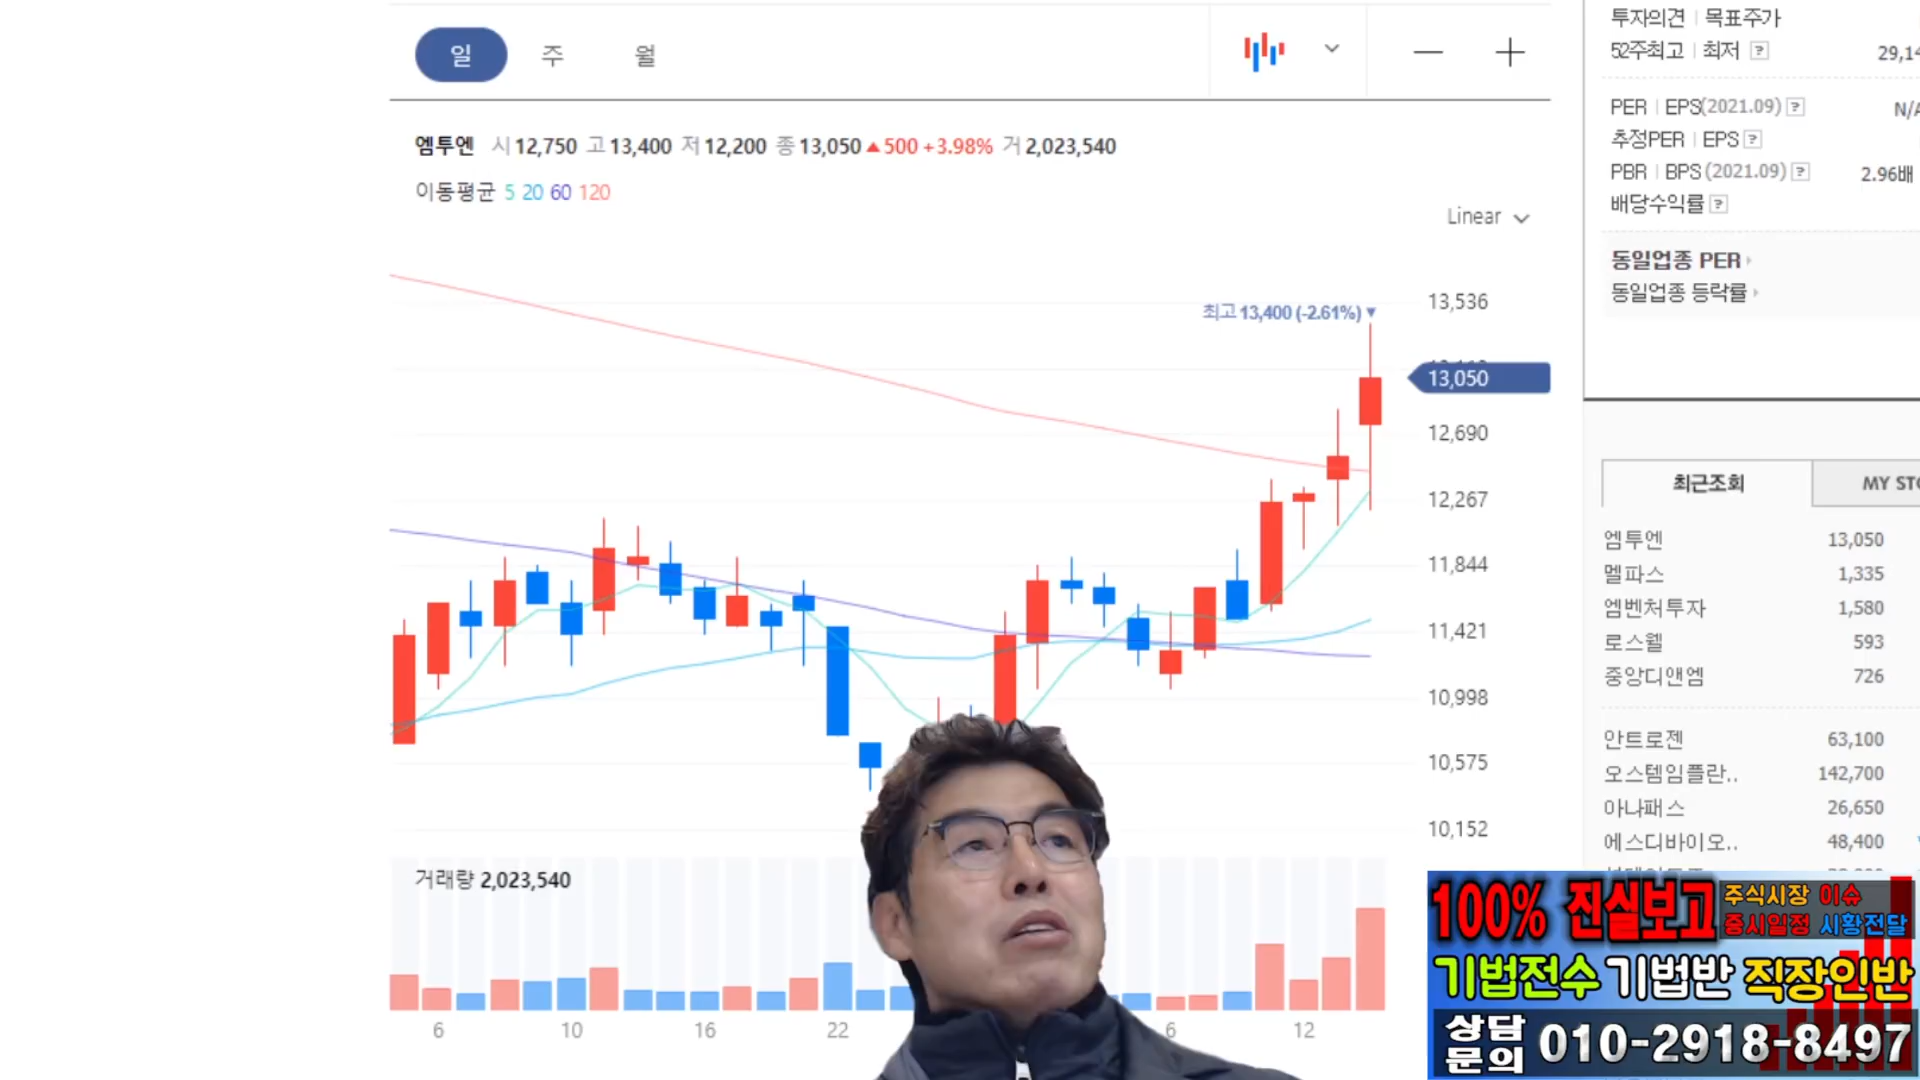 일 주 월
엠투엔 시 12,750 고 13,400 저 12,200 종 13,050 ▲500 +3.98% 거 2,023,540
이동평균 5 20 60 120
Linear
최고 13,400 (-2.61%) ▼
13,536
13,050
12,690
12,267
11,844
11,421
10,998
10,575
10,152
거래량 2,023,540
6 10 16 22 6 12
투자의견 | 목표주가
52주최고 | 최저 ? 29,14
PER | EPS(2021.09) ? N/A
추정PER | EPS ?
PBR | BPS (2021.09) ? 2.96배
배당수익률 ?
동일업종 PER
동일업종 등락률
최근조회 MY STO
엠투엔 13,050
멜파스 1,335
엠벤처투자 1,580
로스웰 593
중앙디앤엠 726
안트로젠 63,100
오스템임플란.. 142,700
아나패스 26,650
에스디바이오.. 48,400
100% 진실보고 주식시장 이슈
증시일정 시황전달
기법전수 기법반 직장인반
상담문의 010-2918-8497